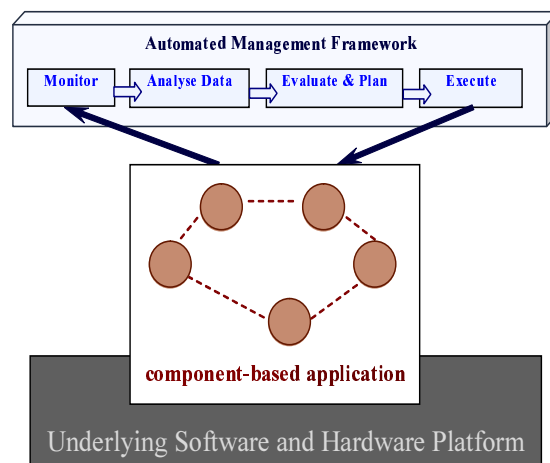 Automated Management Framework
Monitor
Analyse Data
Evaluate & Plan
Execute
component-based application
Underlying Software and Hardware Platform